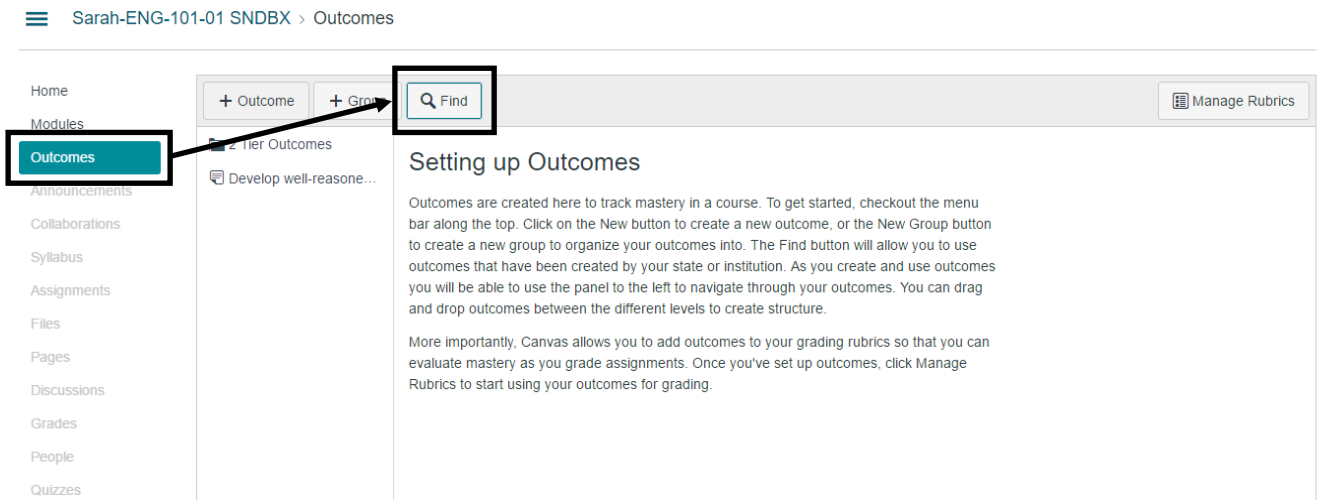 Sarah-ENG-101-01 SNDBX > Outcomes
Home
Modules
Outcomes
Announcements
Collaborations
Syllabus
Assignments
Files
Pages
Discussions
Grades
People
Quizzes
+ Outcome
+ Group
Find
Manage Rubrics
2 Tier Outcomes
Develop well-reasone...
Setting up Outcomes
Outcomes are created here to track mastery in a course. To get started, checkout the menu
bar along the top. Click on the New button to create a new outcome, or the New Group button
to create a new group to organize your outcomes into. The Find button will allow you to use
outcomes that have been created by your state or institution. As you create and use outcomes
you will be able to use the panel to the left to navigate through your outcomes. You can drag
and drop outcomes between the different levels to create structure.
More importantly, Canvas allows you to add outcomes to your grading rubrics so that you can
evaluate mastery as you grade assignments. Once you've set up outcomes, click Manage
Rubrics to start using your outcomes for grading.